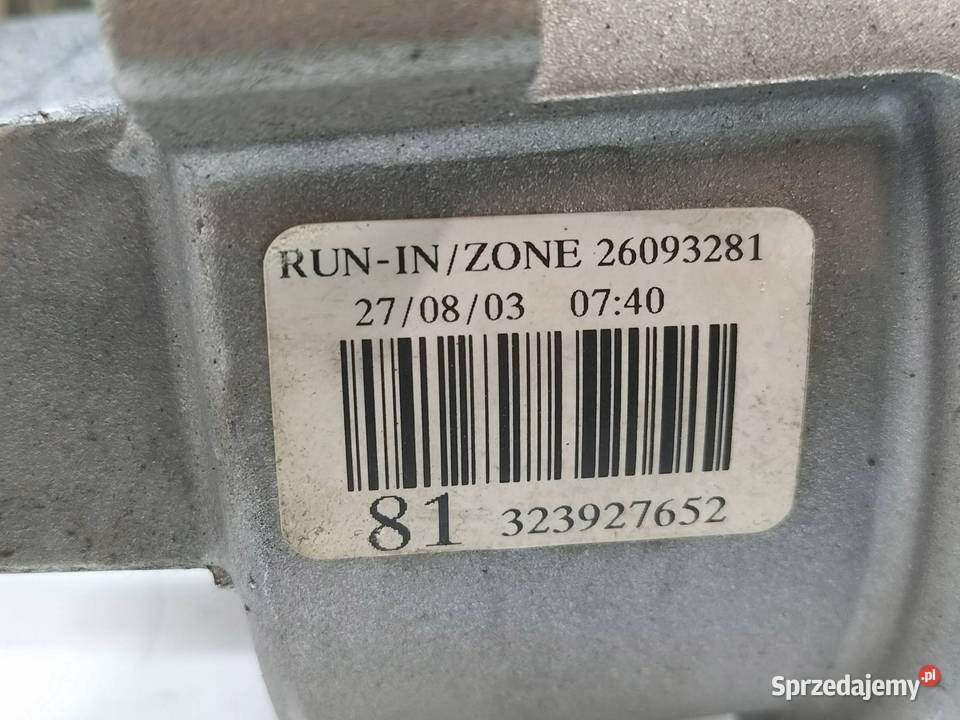 RUN-IN/ZONE 26093281
27/08/03 07:40
81 323927652
Sprzedajemy.pl